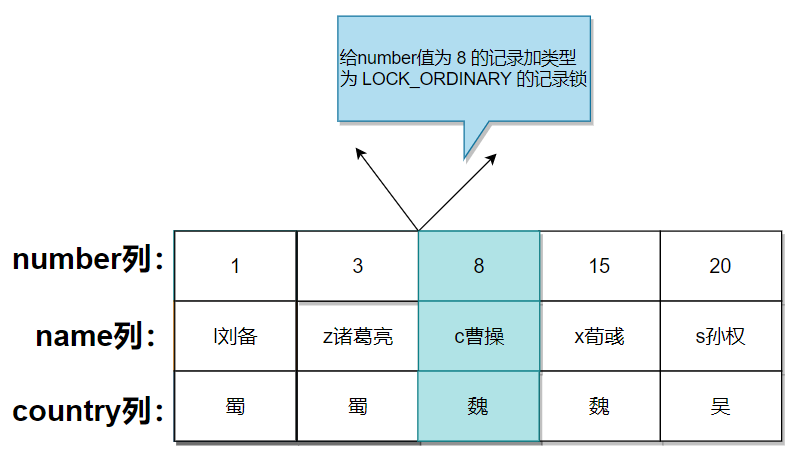 给number值为 8 的记录加类型
为 LOCK_ORDINARY 的记录锁
number列： 1 3 8 15 20
name列： l刘备 z诸葛亮 c曹操 x荀彧 s孙权
country列： 蜀 蜀 魏 魏 吴